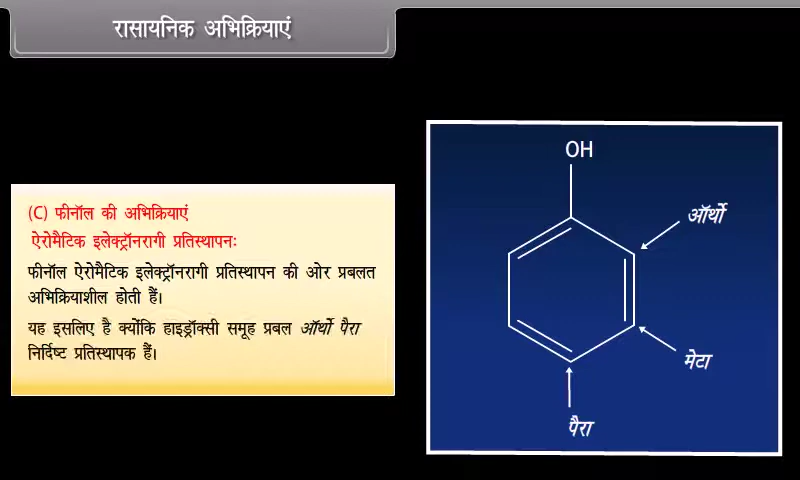 रासायनिक अभिक्रियाएं
(C) फीनॉल की अभिक्रियाएं
ऐरोमैटिक इलेक्ट्रॉनरागी प्रतिस्थापनः
फीनॉल ऐरोमैटिक इलेक्ट्रॉनरागी प्रतिस्थापन की ओर प्रबलत
अभिक्रियाशील होती हैं।
यह इसलिए है क्योंकि हाइड्रॉक्सी समूह प्रबल ऑर्थो पैरा
निर्दिष्ट प्रतिस्थापक हैं।
OH
ऑर्थो
मेटा
पैरा